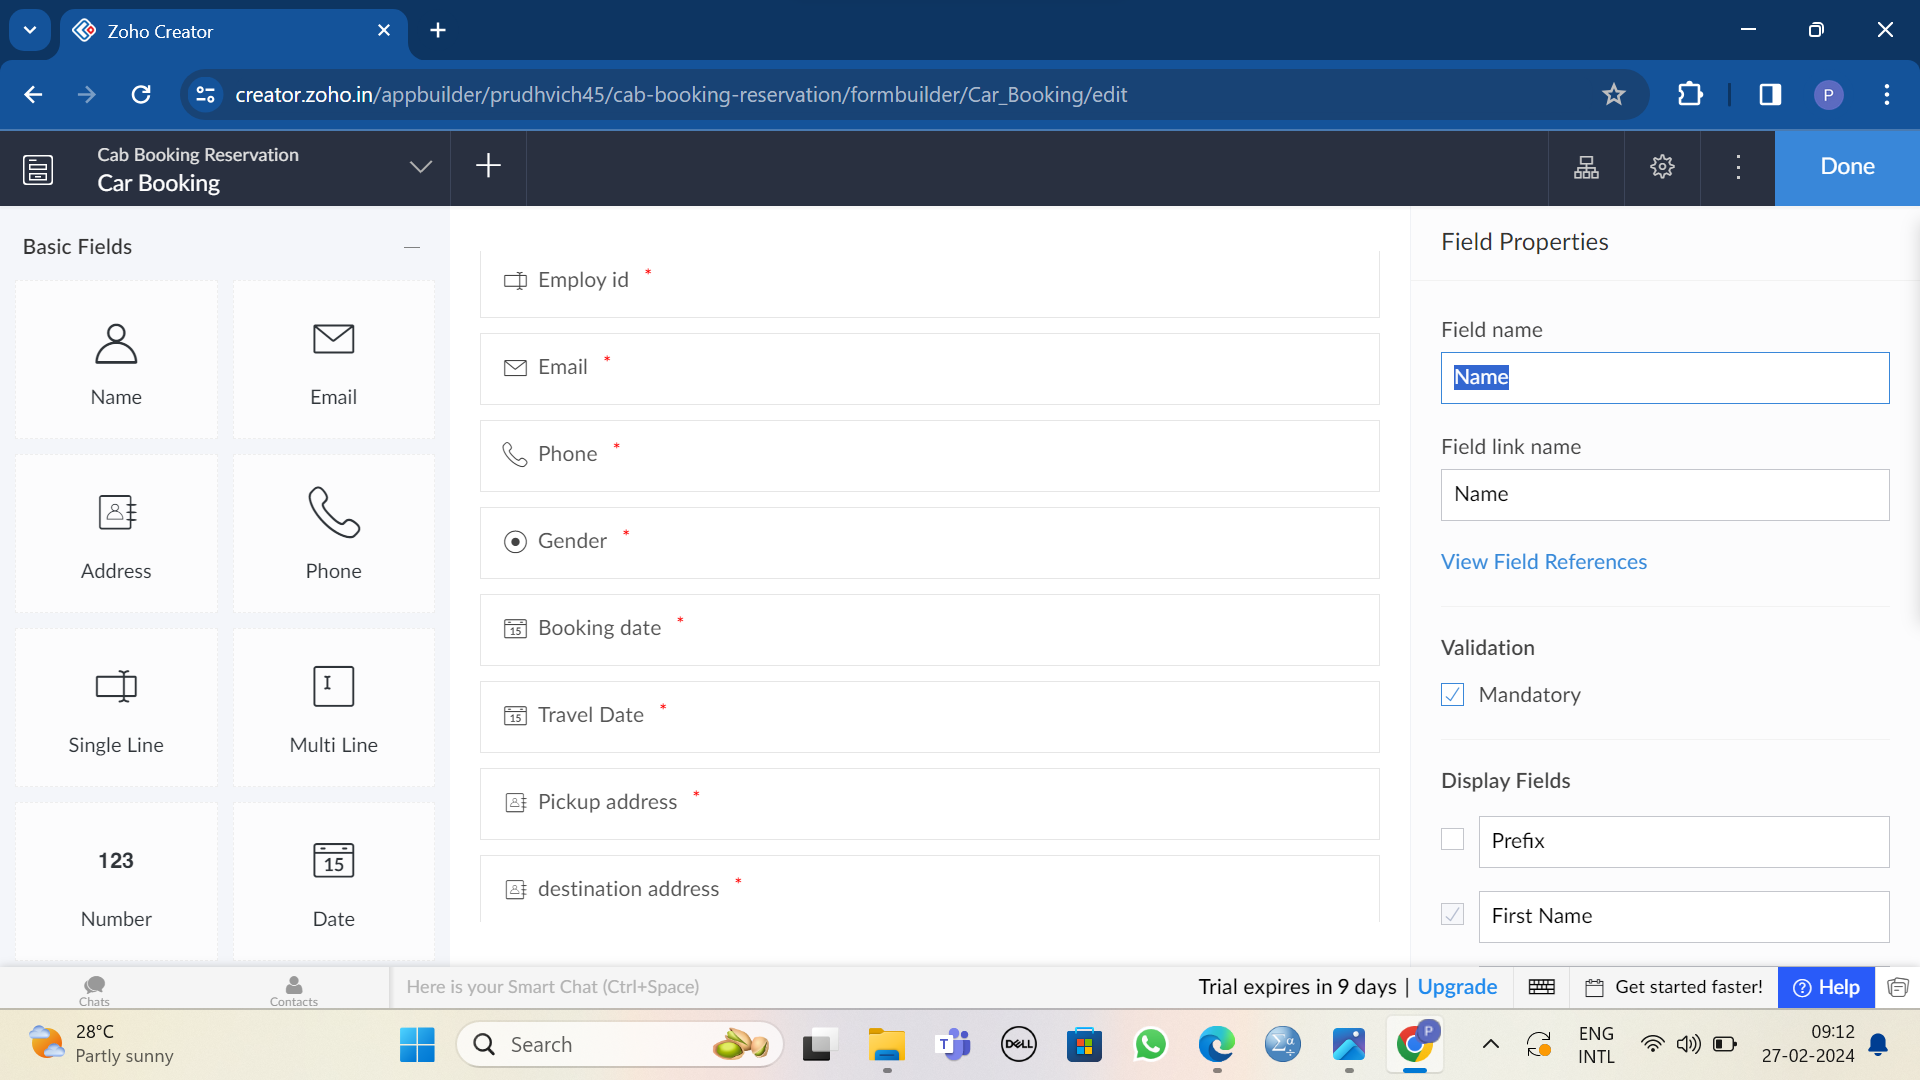 Zoho Creator
creator.zoho.in/appbuilder/prudhvich45/cab-booking-reservation/formbuilder/Car_Booking/edit
P
Cab Booking Reservation
Car Booking
Done
Basic Fields
Name
Email
Address
Phone
Single Line
Multi Line
123
15
Number
Date
Employ id *
Email *
Phone *
Gender *
15 Booking date *
15 Travel Date *
Pickup address *
destination address *
Field Properties
Field name
Name
Field link name
Name
View Field References
Validation
Mandatory
Display Fields
Prefix
First Name
Chats
Contacts
Here is your Smart Chat (Ctrl+Space)
Trial expires in 9 days | Upgrade
Get started faster!
? Help
28°C
Partly sunny
Search
T
DELL
Σα
P
ENG
INTL
09:12
27-02-2024